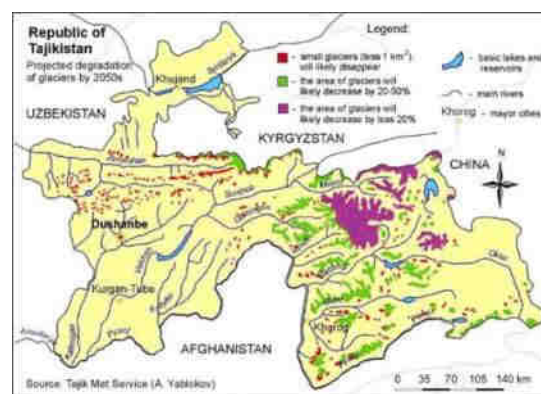 Republic of
Tajikistan
Projected degradation
of glaciers by 2050s
Legend:
- small glaciers (less 1 km²),
will likely disappear
- the area of glaciers will
likely decrease by 20-50%
- the area of glaciers will
likely decrease by less 20%
- basic lakes and
reservoirs
- main rivers
Khorog - mayor cities
Khujand
UZBEKISTAN
KYRGYZSTAN
CHINA
N
Dushanbe
Kurgan-Tube
Khorog
AFGHANISTAN
Source: Tajik Met Service (A. Yablokov)
0 35 70 105 140 km